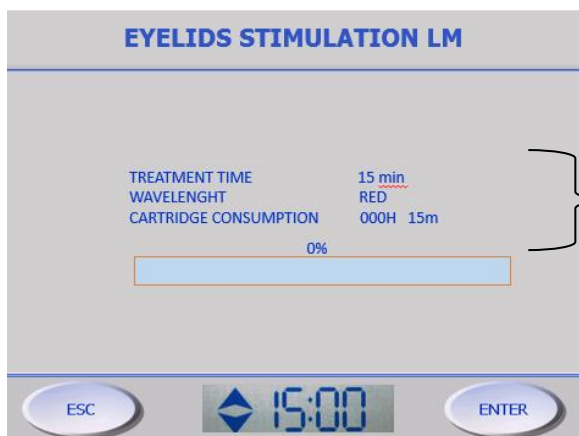 EYELIDS STIMULATION LM
TREATMENT TIME 15 min
WAVELENGHT RED
CARTRIDGE CONSUMPTION 000H 15m
0%
ESC 15:00 ENTER